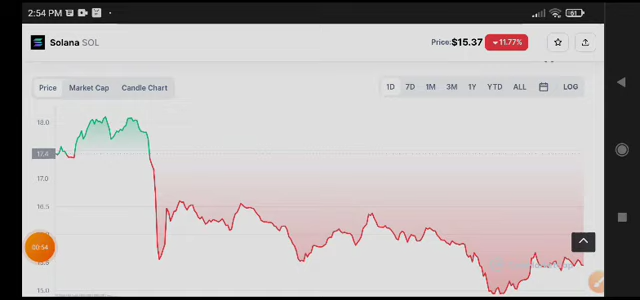 2:54 PM 61
Solana SOL Price:$15.37 ▾11.77%
Price Market Cap Candle Chart 1D 7D 1M 3M 1Y YTD ALL LOG
18.0
17.4
17.0
16.5
00:54
15.0